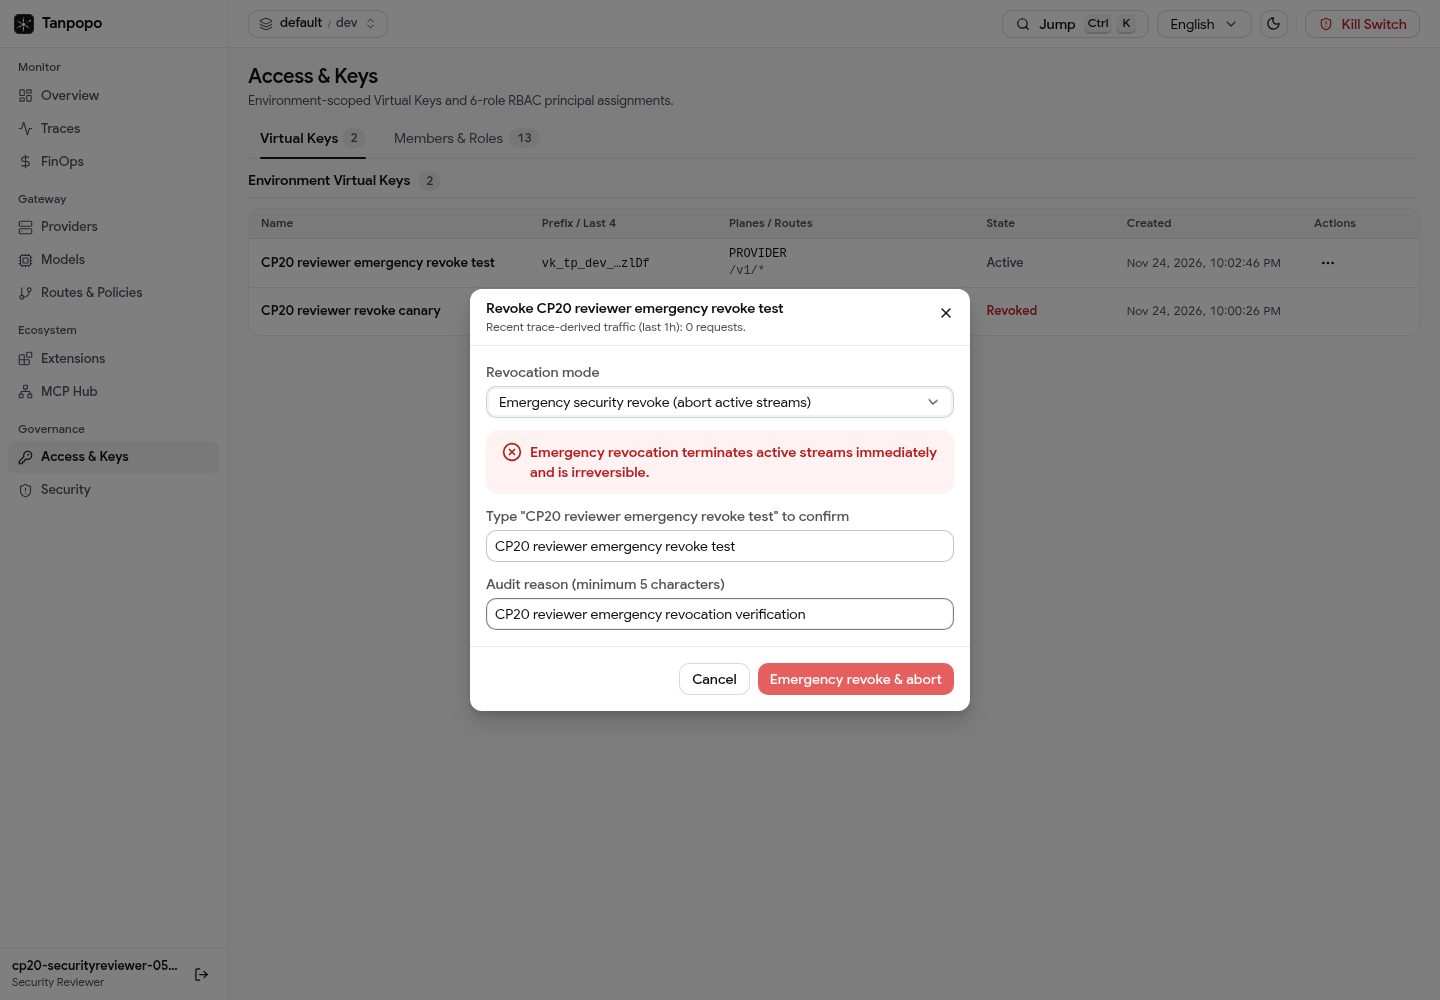 Tanpopo
default / dev
Jump Ctrl K
English
Kill Switch
Monitor
Overview
Traces
FinOps
Gateway
Providers
Models
Routes & Policies
Ecosystem
Extensions
MCP Hub
Governance
Access & Keys
Security
cp20-securityreviewer-05...
Security Reviewer
Access & Keys
Environment-scoped Virtual Keys and 6-role RBAC principal assignments.
Virtual Keys 2
Members & Roles 13
Environment Virtual Keys 2
Name Prefix / Last 4 Planes / Routes State Created Actions
CP20 reviewer emergency revoke test vk_tp_dev_…zlDf PROVIDER Active Nov 24, 2026, 10:02:46 PM
/v1/*
CP20 reviewer revoke canary Revoked Nov 24, 2026, 10:00:26 PM
Revoke CP20 reviewer emergency revoke test
Recent trace-derived traffic (last 1h): 0 requests.
Revocation mode
Emergency security revoke (abort active streams)
Emergency revocation terminates active streams immediately
and is irreversible.
Type "CP20 reviewer emergency revoke test" to confirm
CP20 reviewer emergency revoke test
Audit reason (minimum 5 characters)
CP20 reviewer emergency revocation verification
Cancel
Emergency revoke & abort